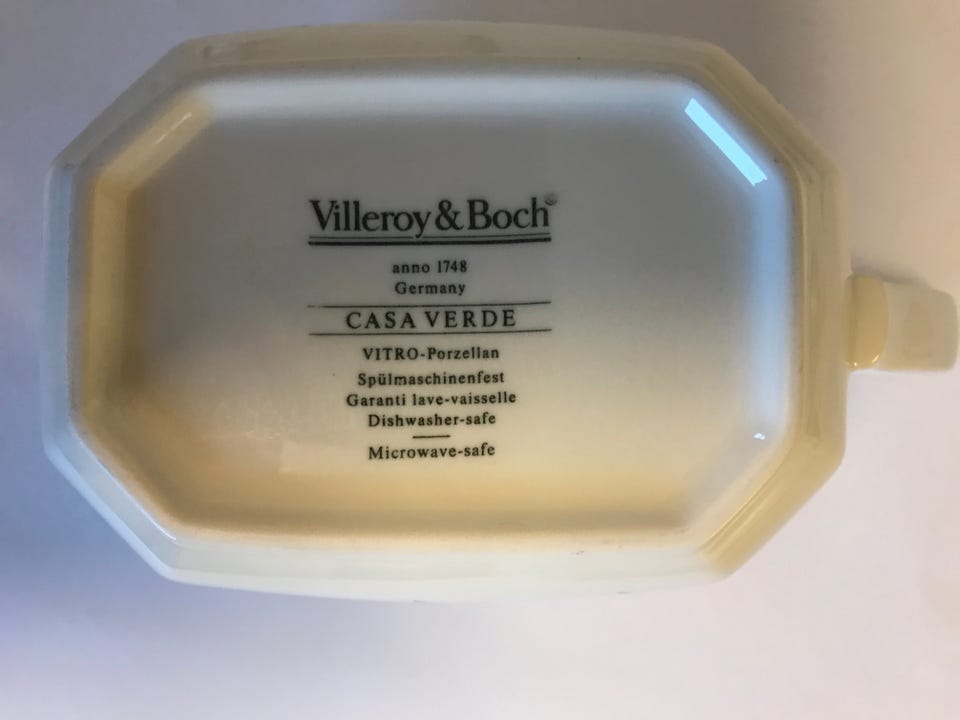 Villeroy & Boch®
anno 1748
Germany
CASA VERDE
VITRO-Porzellan
Spülmaschinenfest
Garanti lave-vaisselle
Dishwasher-safe
Microwave-safe